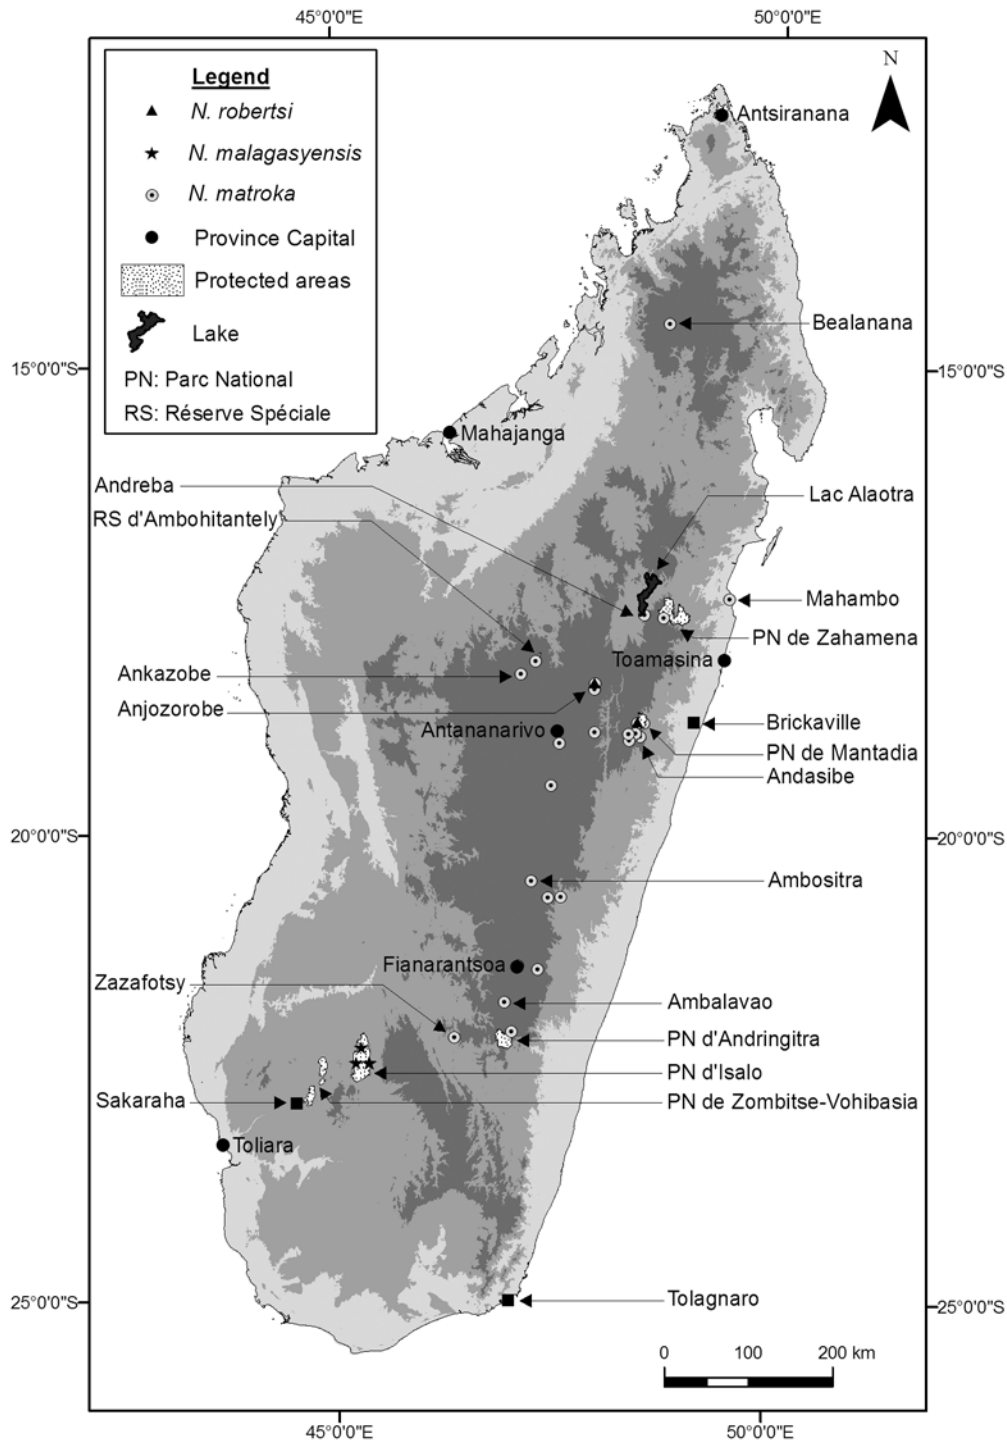 45°0'0"E
50°0'0"E
Legend
N. robertsi
N. malagasyensis
N. matroka
Province Capital
Protected areas
Lake
PN: Parc National
RS: Réserve Spéciale
N
Antsiranana
Bealanana
15°0'0"S
15°0'0"S
Mahajanga
Andreba
Lac Alaotra
RS d'Ambohitantely
Mahambo
PN de Zahamena
Toamasina
Ankazobe
Anjozorobe
Antananarivo
Brickaville
PN de Mantadia
Andasibe
20°0'0"S
20°0'0"S
Ambositra
Fianarantsoa
Zazafotsy
Ambalavao
PN d'Andringitra
PN d'Isalo
Sakaraha
PN de Zombitse-Vohibasia
Toliara
25°0'0"S
Tolagnaro
25°0'0"S
0 100 200 km
45°0'0"E
50°0'0"E